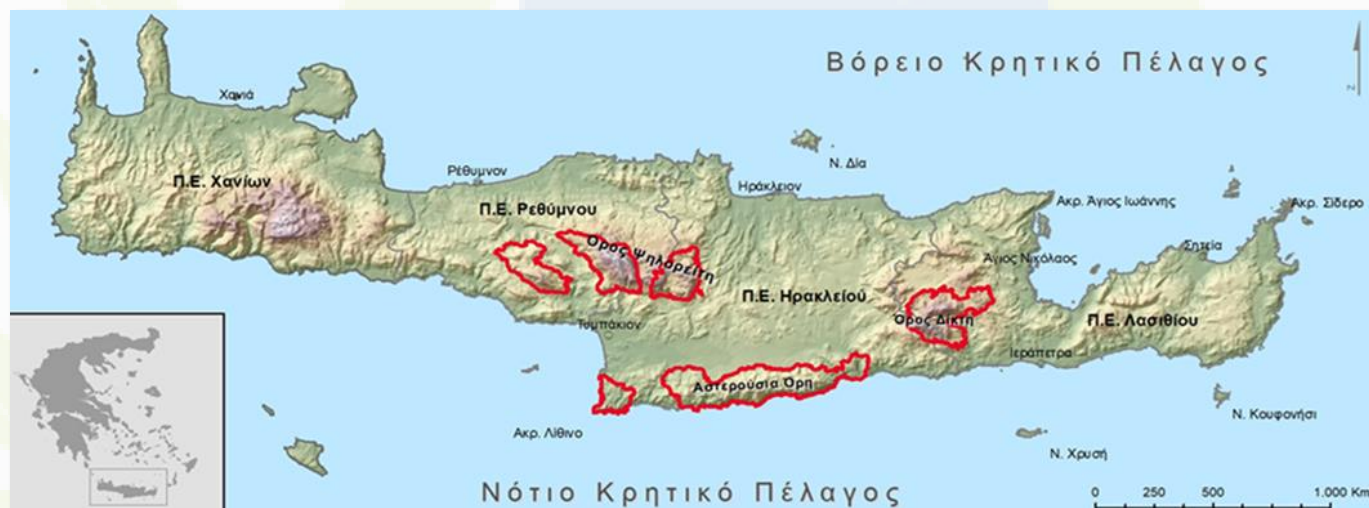 Βόρειο Κρητικό Πέλαγος
Z
Χανιά
Ν. Δία
Ρέθυμνον
Ηράκλειον
Π.Ε. Χανίων
Ακρ. Άγιος Ιωάννης
Ακρ. Σίδερο
Π.Ε. Ρεθύμνου
Σητεία
Όρος Ψηλορείτη
Άγιος Νικόλαος
Π.Ε. Ηρακλείού
Όρος Δίκτη
Π.Ε. Λασιθίου
Τυμπάκιον
Ιεράπετρα
Αστερούσια Όρη
Ν. Κουφονήσι
Ακρ. Λίθινο
Ν. Χρυσή
Νότιο Κρητικό Πέλαγος
0 250 500 1.000 Km